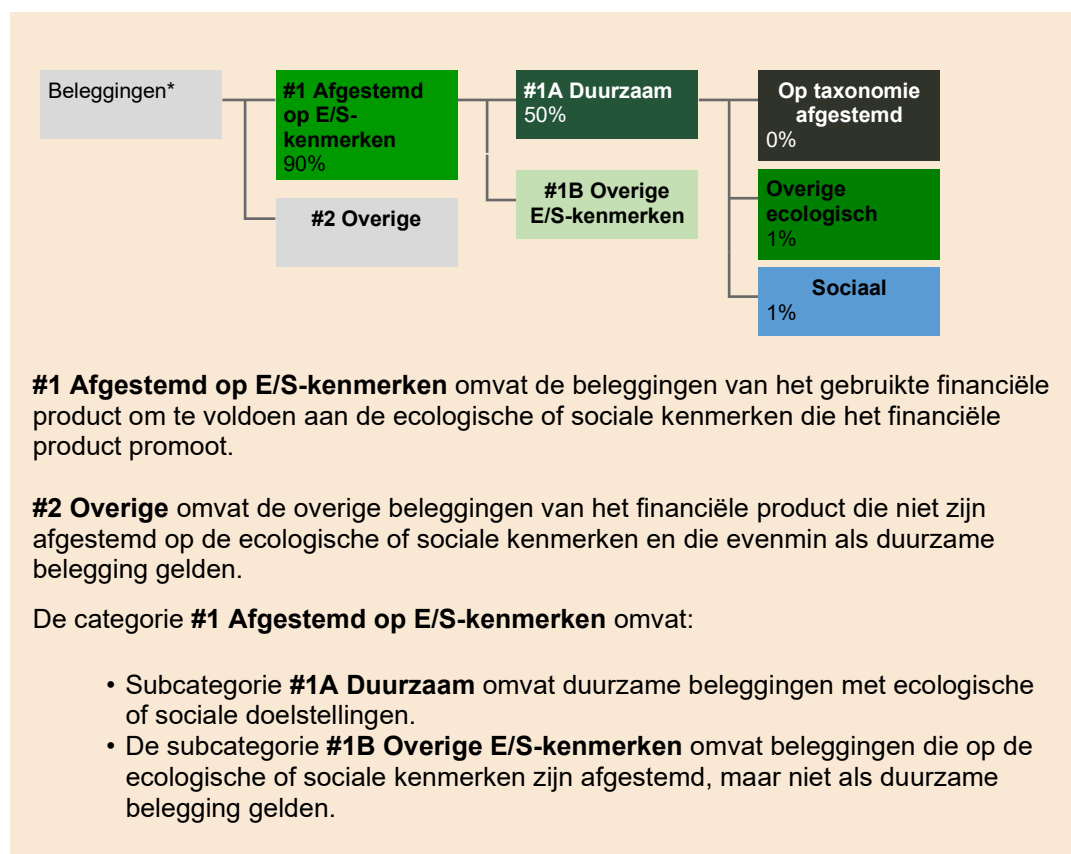 Beleggingen*
#1 Afgestemd
op E/S-
kenmerken
90%
#2 Overige
#1A Duurzaam
50%
#1B Overige
E/S-kenmerken
Op taxonomie
afgestemd
0%
Overige
ecologisch
1%
Sociaal
1%
#1 Afgestemd op E/S-kenmerken omvat de beleggingen van het gebruikte financiële
product om te voldoen aan de ecologische of sociale kenmerken die het financiële
product promoot.
#2 Overige omvat de overige beleggingen van het financiële product die niet zijn
afgestemd op de ecologische of sociale kenmerken en die evenmin als duurzame
belegging gelden.
De categorie #1 Afgestemd op E/S-kenmerken omvat:
• Subcategorie #1A Duurzaam omvat duurzame beleggingen met ecologische
of sociale doelstellingen.
• De subcategorie #1B Overige E/S-kenmerken omvat beleggingen die op de
ecologische of sociale kenmerken zijn afgestemd, maar niet als duurzame
belegging gelden.